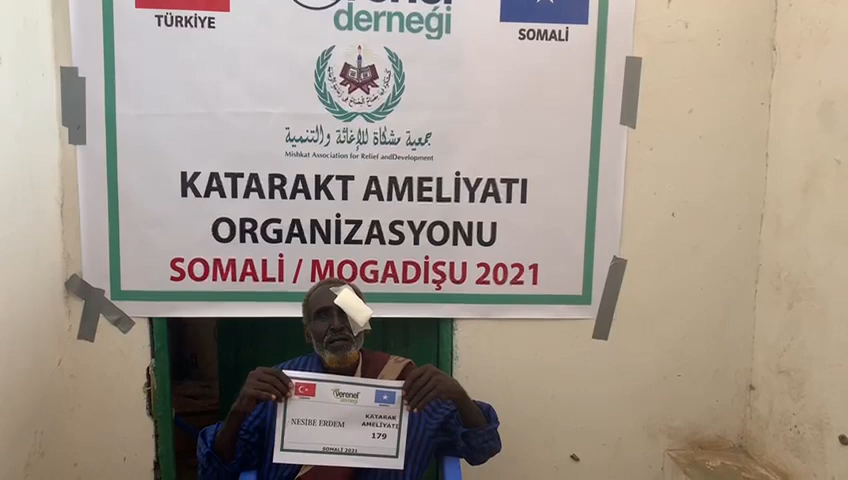 TÜRKİYE
derneği
SOMALİ
جمعية مشكاة للإغاثة والتنمية
Mishkat Association for Relief andDevelopment
KATARAKT AMELİYATI
ORGANİZASYONU
SOMALİ / MOGADİŞU 2021
verenel
derneği
NESİBE ERDEM
KATARAK
AMELİYATI
179
SOMALİ 2021